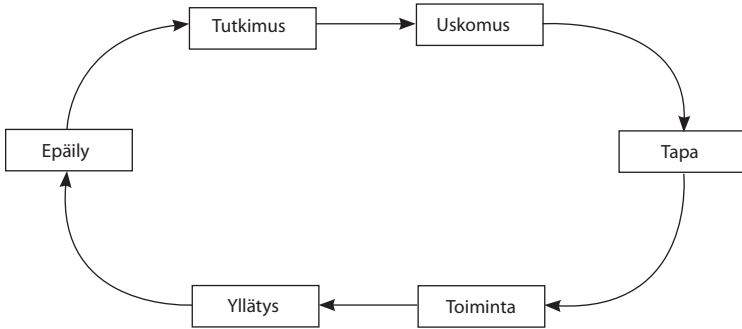 Tutkimus
Uskomus
Epäily
Tapa
Yllätys
Toiminta